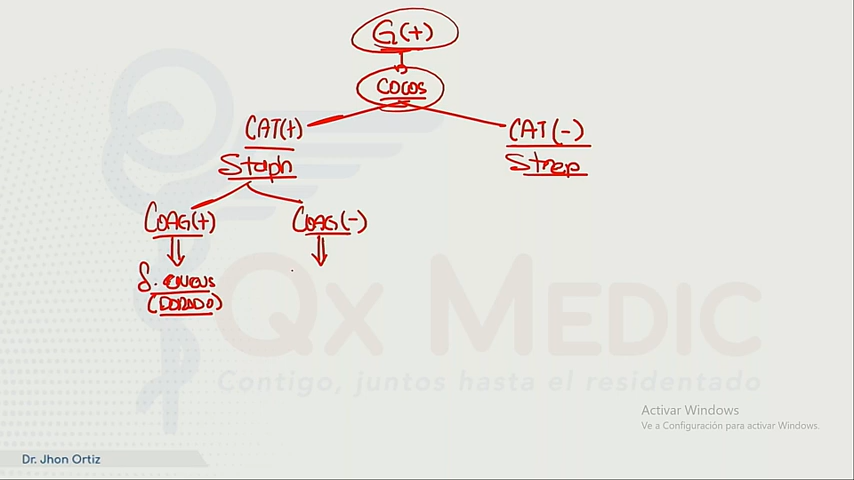 G(+)
COCOS
CAT(+)
CAT(-)
Staph
Strep
COAG(+)
COAG(-)
S. aureus
(DORADO)
Qx MEDIC
Contigo, juntos hasta el residentado
Activar Windows
Ve a Configuración para activar Windows.
Dr. Jhon Ortiz